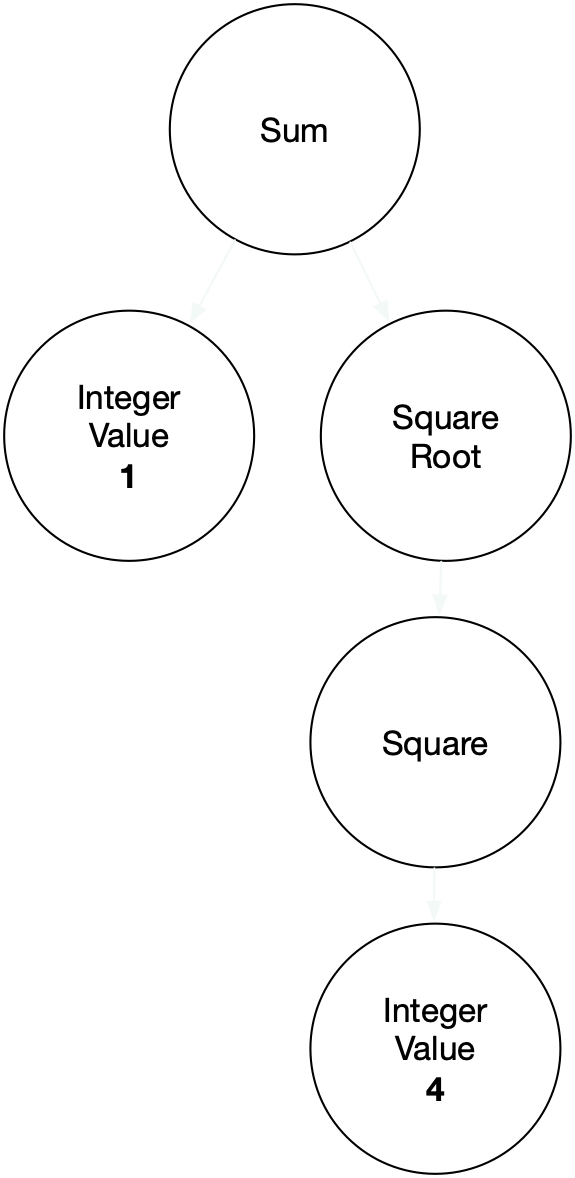 Sum
Integer
Value
1
Square
Root
Square
Integer
Value
4